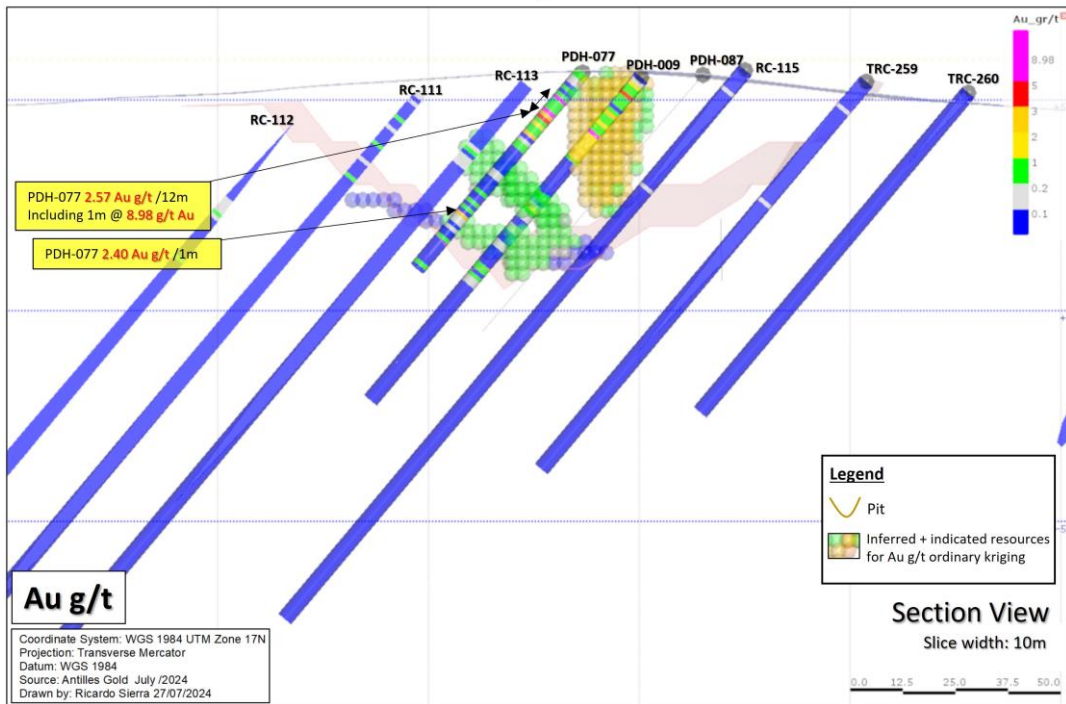 Au_gr/t
8.98
5
3
2
1
0.2
0.1
PDH-077
PDH-009
PDH-087
RC-115
RC-113
RC-111
RC-112
TRC-259
TRC-260
PDH-077 2.57 Au g/t /12m
Including 1m @ 8.98 g/t Au
PDH-077 2.40 Au g/t /1m
Legend
Pit
Inferred + indicated resources
for Au g/t ordinary kriging
Au g/t
Section View
Slice width: 10m
Coordinate System: WGS 1984 UTM Zone 17N
Projection: Transverse Mercator
Datum: WGS 1984
Source: Antilles Gold July /2024
Drawn by: Ricardo Sierra 27/07/2024
0.0 12.5 25.0 37.5 50.0